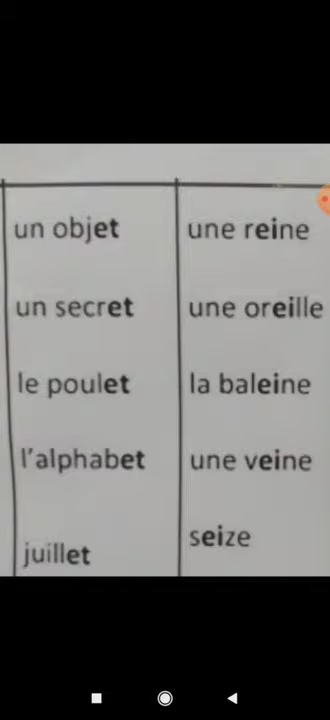 un objet
une reine
un secret
une oreille
le poulet
la baleine
l'alphabet
une veine
juillet
seize